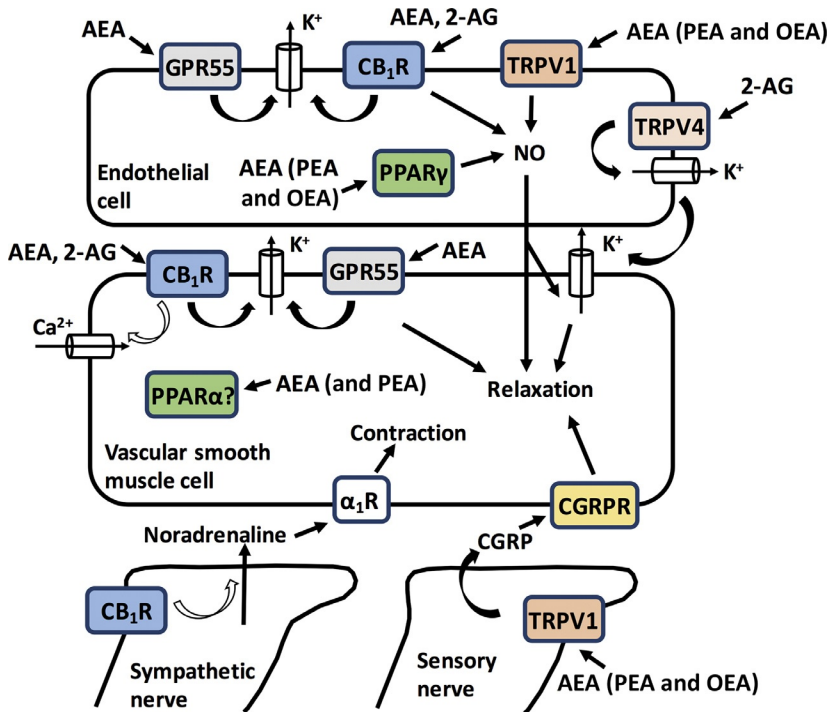 AEA
K⁺
AEA, 2-AG
AEA (PEA and OEA)
GPR55
CB₁R
TRPV1
2-AG
TRPV4
NO
K⁺
AEA (PEA
and OEA)
PPARγ
Endothelial
cell
AEA, 2-AG
K⁺
AEA
K⁺
CB₁R
GPR55
Ca²⁺
PPARα?
AEA (and PEA)
Relaxation
Contraction
Vascular smooth
muscle cell
α₁R
CGRPR
Noradrenaline
CGRP
CB₁R
TRPV1
Sympathetic
nerve
Sensory
nerve
AEA (PEA and OEA)